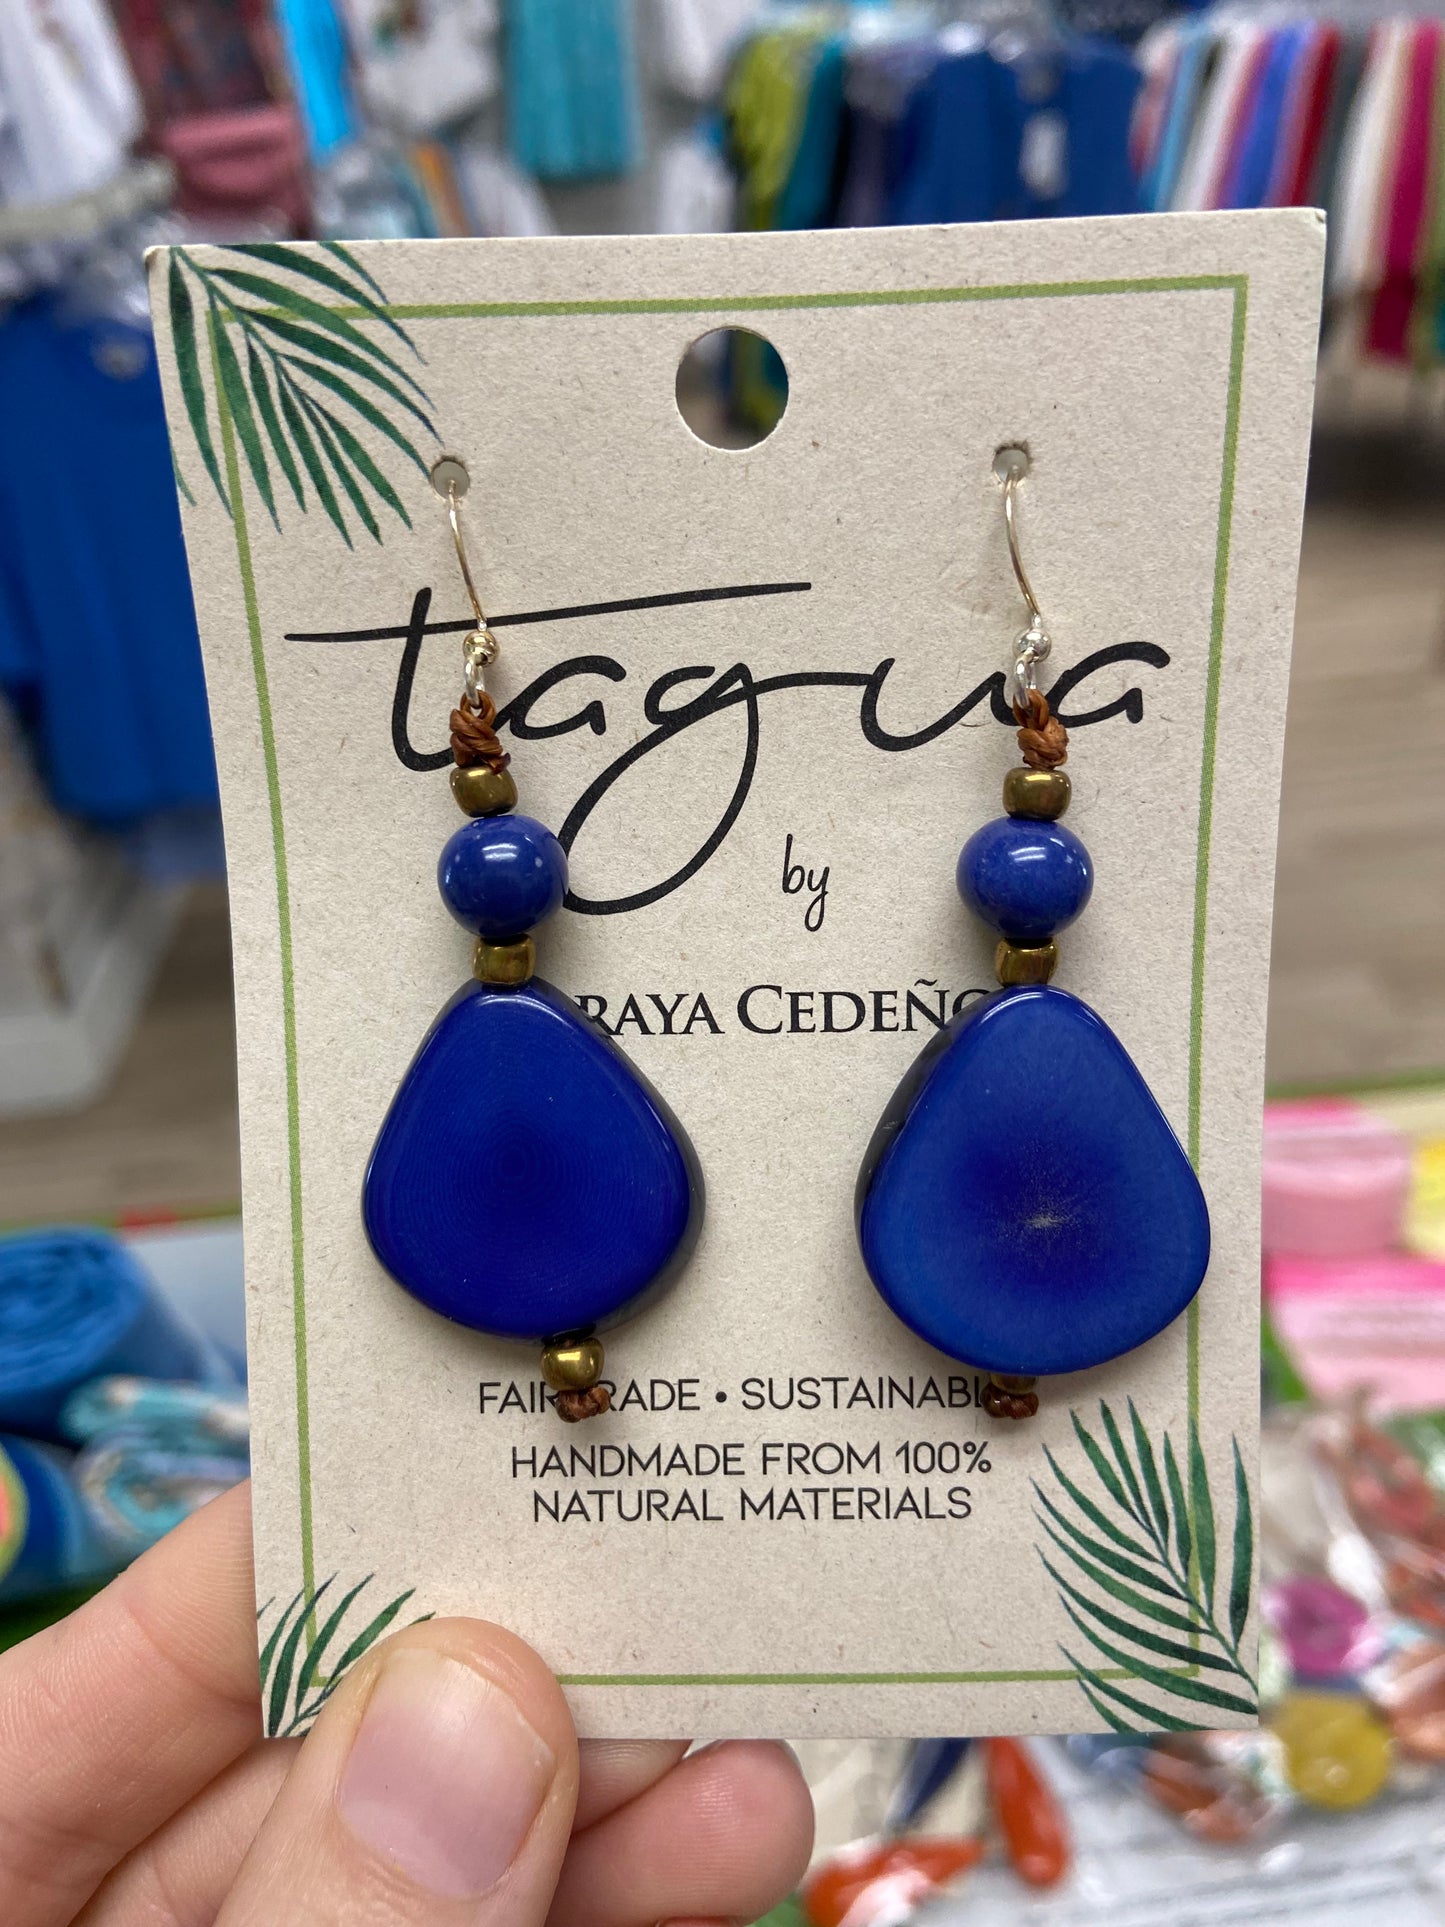 tagua
by
RAYA CEDEÑO
FAIR TRADE • SUSTAINABLE
HANDMADE FROM 100%
NATURAL MATERIALS